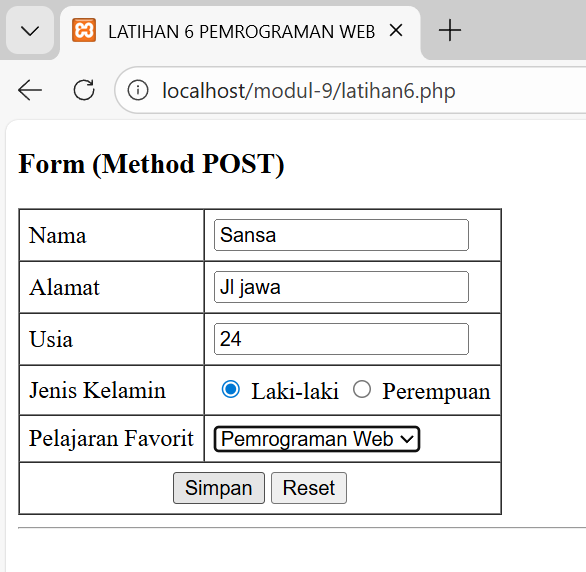 LATIHAN 6 PEMROGRAMAN WEB
localhost/modul-9/latihan6.php
Form (Method POST)
Nama Sansa
Alamat Jl jawa
Usia 24
Jenis Kelamin Laki-laki Perempuan
Pelajaran Favorit Pemrograman Web
Simpan Reset